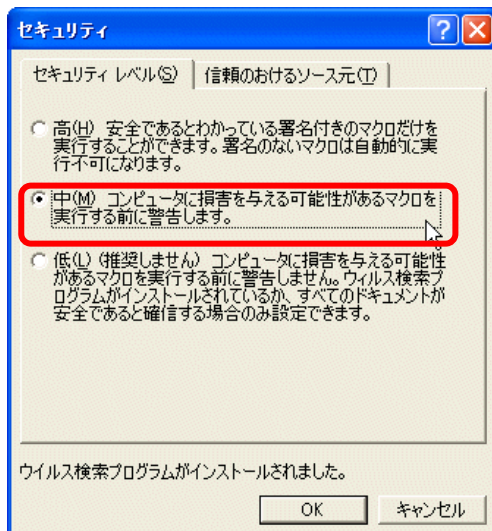 セキュリティ
セキュリティ レベル(S)
信頼のおけるソース元(T)
高(H) 安全であるとわかっている署名付きのマクロだけを
実行することができます。署名のないマクロは自動的に実
行不可になります。
中(M) コンピュータに損害を与える可能性があるマクロを
実行する前に警告します。
低(L) (推奨しません) コンピュータに損害を与える可能性
があるマクロを実行する前に警告しません。ウィルス検索プ
ログラムがインストールされているか、すべてのドキュメントが
安全であると確信する場合のみ設定できます。
ウイルス検索プログラムがインストールされました。
OK
キャンセル